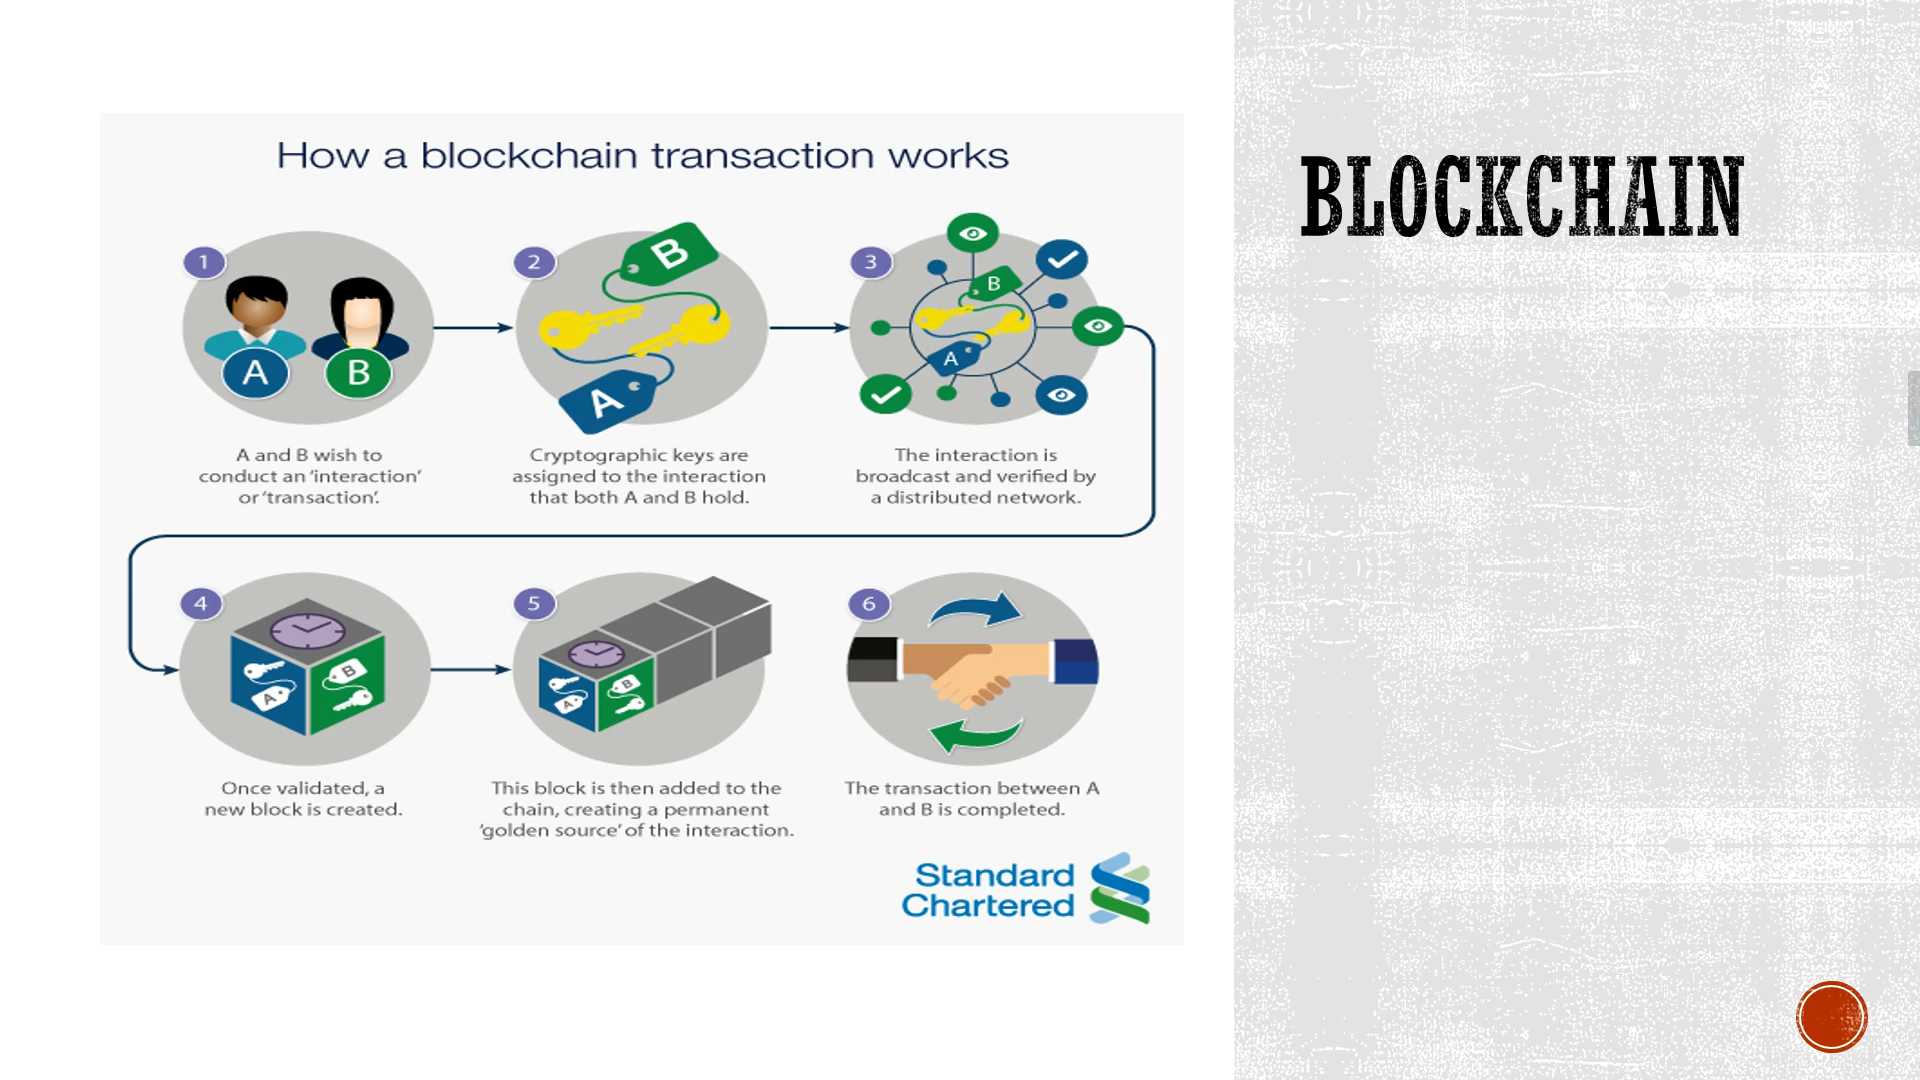 How a blockchain transaction works
BLOCKCHAIN
1
A
B
A and B wish to
conduct an ‘interaction’
or ‘transaction’.
2
B
A
Cryptographic keys are
assigned to the interaction
that both A and B hold.
3
B
A
The interaction is
broadcast and verified by
a distributed network.
4
A
B
Once validated, a
new block is created.
5
A
B
This block is then added to the
chain, creating a permanent
‘golden source’ of the interaction.
6
The transaction between A
and B is completed.
Standard
Chartered